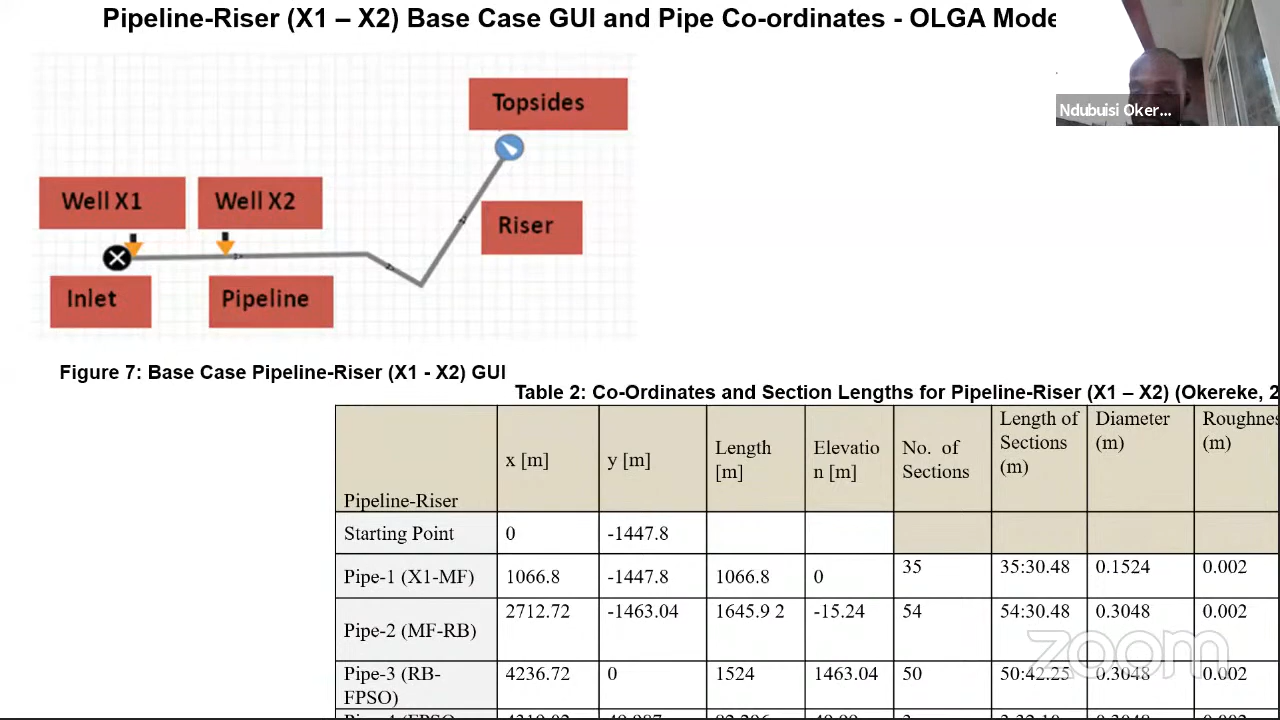 Pipeline-Riser (X1 – X2) Base Case GUI and Pipe Co-ordinates - OLGA Mode
Ndubuisi Oker...
Topsides
Well X1
Well X2
Riser
Inlet
Pipeline
Figure 7: Base Case Pipeline-Riser (X1 - X2) GUI
Table 2: Co-Ordinates and Section Lengths for Pipeline-Riser (X1 – X2) (Okereke, 2
Pipeline-Riser x [m] y [m] Length [m] Elevatio n [m] No. of Sections Length of Sections (m) Diameter (m) Roughnes (m)
Starting Point 0 -1447.8
Pipe-1 (X1-MF) 1066.8 -1447.8 1066.8 0 35 35:30.48 0.1524 0.002
Pipe-2 (MF-RB) 2712.72 -1463.04 1645.9 2 -15.24 54 54:30.48 0.3048 0.002
Pipe-3 (RB- FPSO) 4236.72 0 1524 1463.04 50 50:42.25 0.3048 0.002
zoom